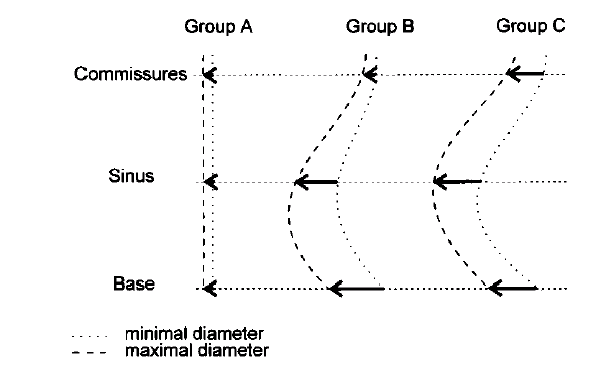 Group A Group B Group C
Commissures
Sinus
Base
minimal diameter
maximal diameter